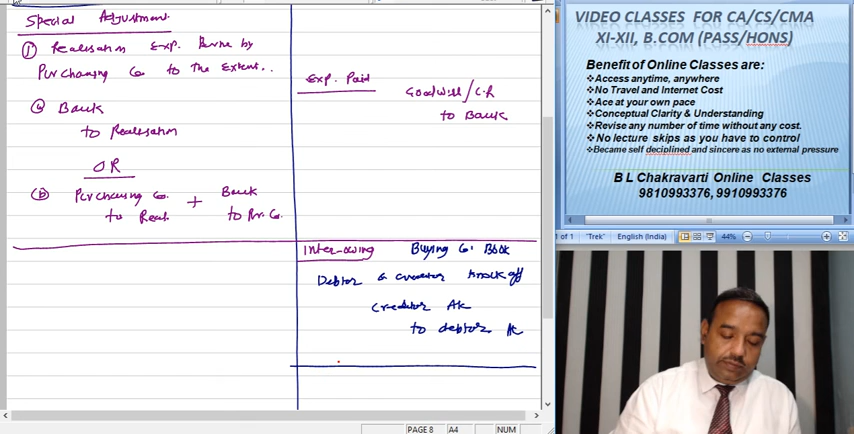 Special Adjustment
① Realisation Exp. Borne by
Purchasing Co. to the Extent..
ⓐ Bank
to Realisation
OR
ⓑ Purchasing Co. + Bank
to Real. to Pur. Co.
Exp. Paid
Goodwill/C.R
to Bank
Inter-owing Buying Co. Book
Debtor & Creditor knock off
Creditor A/c
to debtor A/c
PAGE 8 A4 NUM
VIDEO CLASSES FOR CA/CS/CMA
XI-XII, B.COM (PASS/HONS)
Benefit of Online Classes are:
❖Access anytime, anywhere
❖No Travel and Internet Cost
❖Ace at your own pace
❖Conceptual Clarity & Understanding
❖Revise any number of time without any cost.
❖No lecture skips as you have to control
❖Became self deciplined and sincere as no external pressure
B L Chakravarti Online Classes
9810993376, 9910993376
of 1 "Trek" English (India) 44%